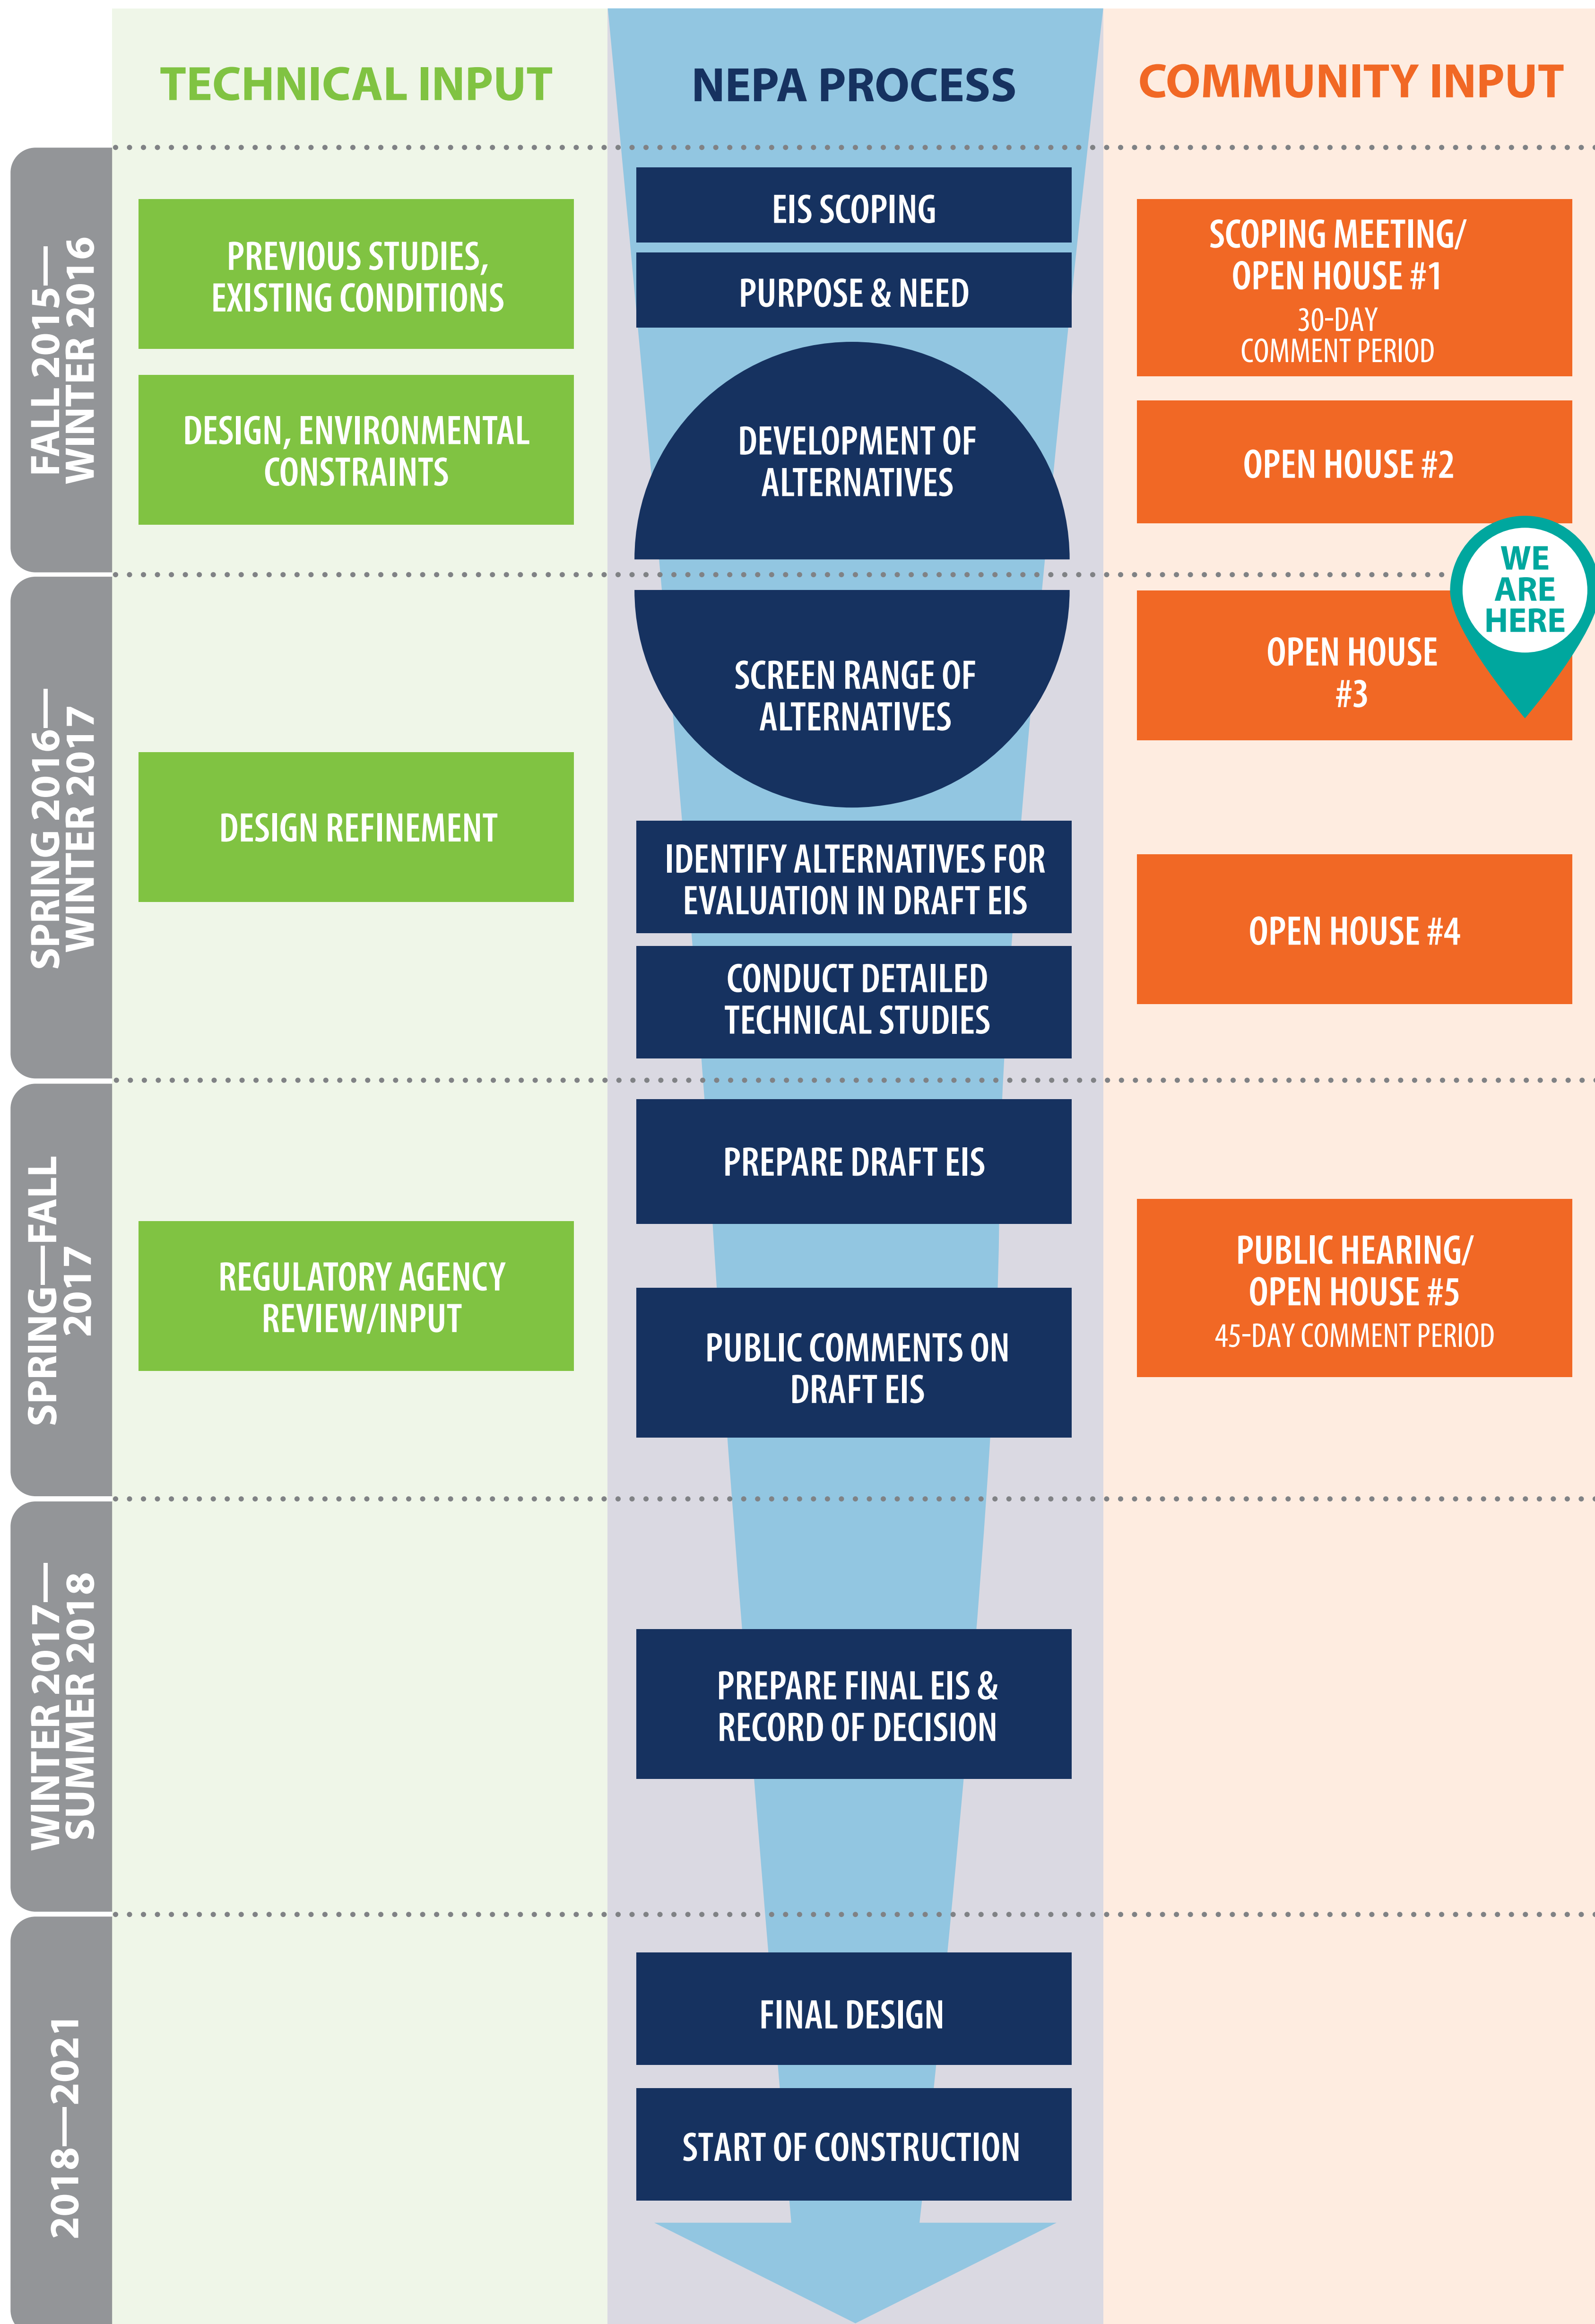 TECHNICAL INPUT
NEPA PROCESS
COMMUNITY INPUT
FALL 2015—
WINTER 2016
PREVIOUS STUDIES,
EXISTING CONDITIONS
DESIGN, ENVIRONMENTAL
CONSTRAINTS
EIS SCOPING
PURPOSE & NEED
DEVELOPMENT OF
ALTERNATIVES
SCOPING MEETING/
OPEN HOUSE #1
30-DAY
COMMENT PERIOD
OPEN HOUSE #2
WE
ARE
HERE
SPRING 2016—
WINTER 2017
DESIGN REFINEMENT
SCREEN RANGE OF
ALTERNATIVES
IDENTIFY ALTERNATIVES FOR
EVALUATION IN DRAFT EIS
CONDUCT DETAILED
TECHNICAL STUDIES
OPEN HOUSE
#3
OPEN HOUSE #4
SPRING—FALL
2017
REGULATORY AGENCY
REVIEW/INPUT
PREPARE DRAFT EIS
PUBLIC COMMENTS ON
DRAFT EIS
PUBLIC HEARING/
OPEN HOUSE #5
45-DAY COMMENT PERIOD
WINTER 2017—
SUMMER 2018
PREPARE FINAL EIS &
RECORD OF DECISION
2018—2021
FINAL DESIGN
START OF CONSTRUCTION